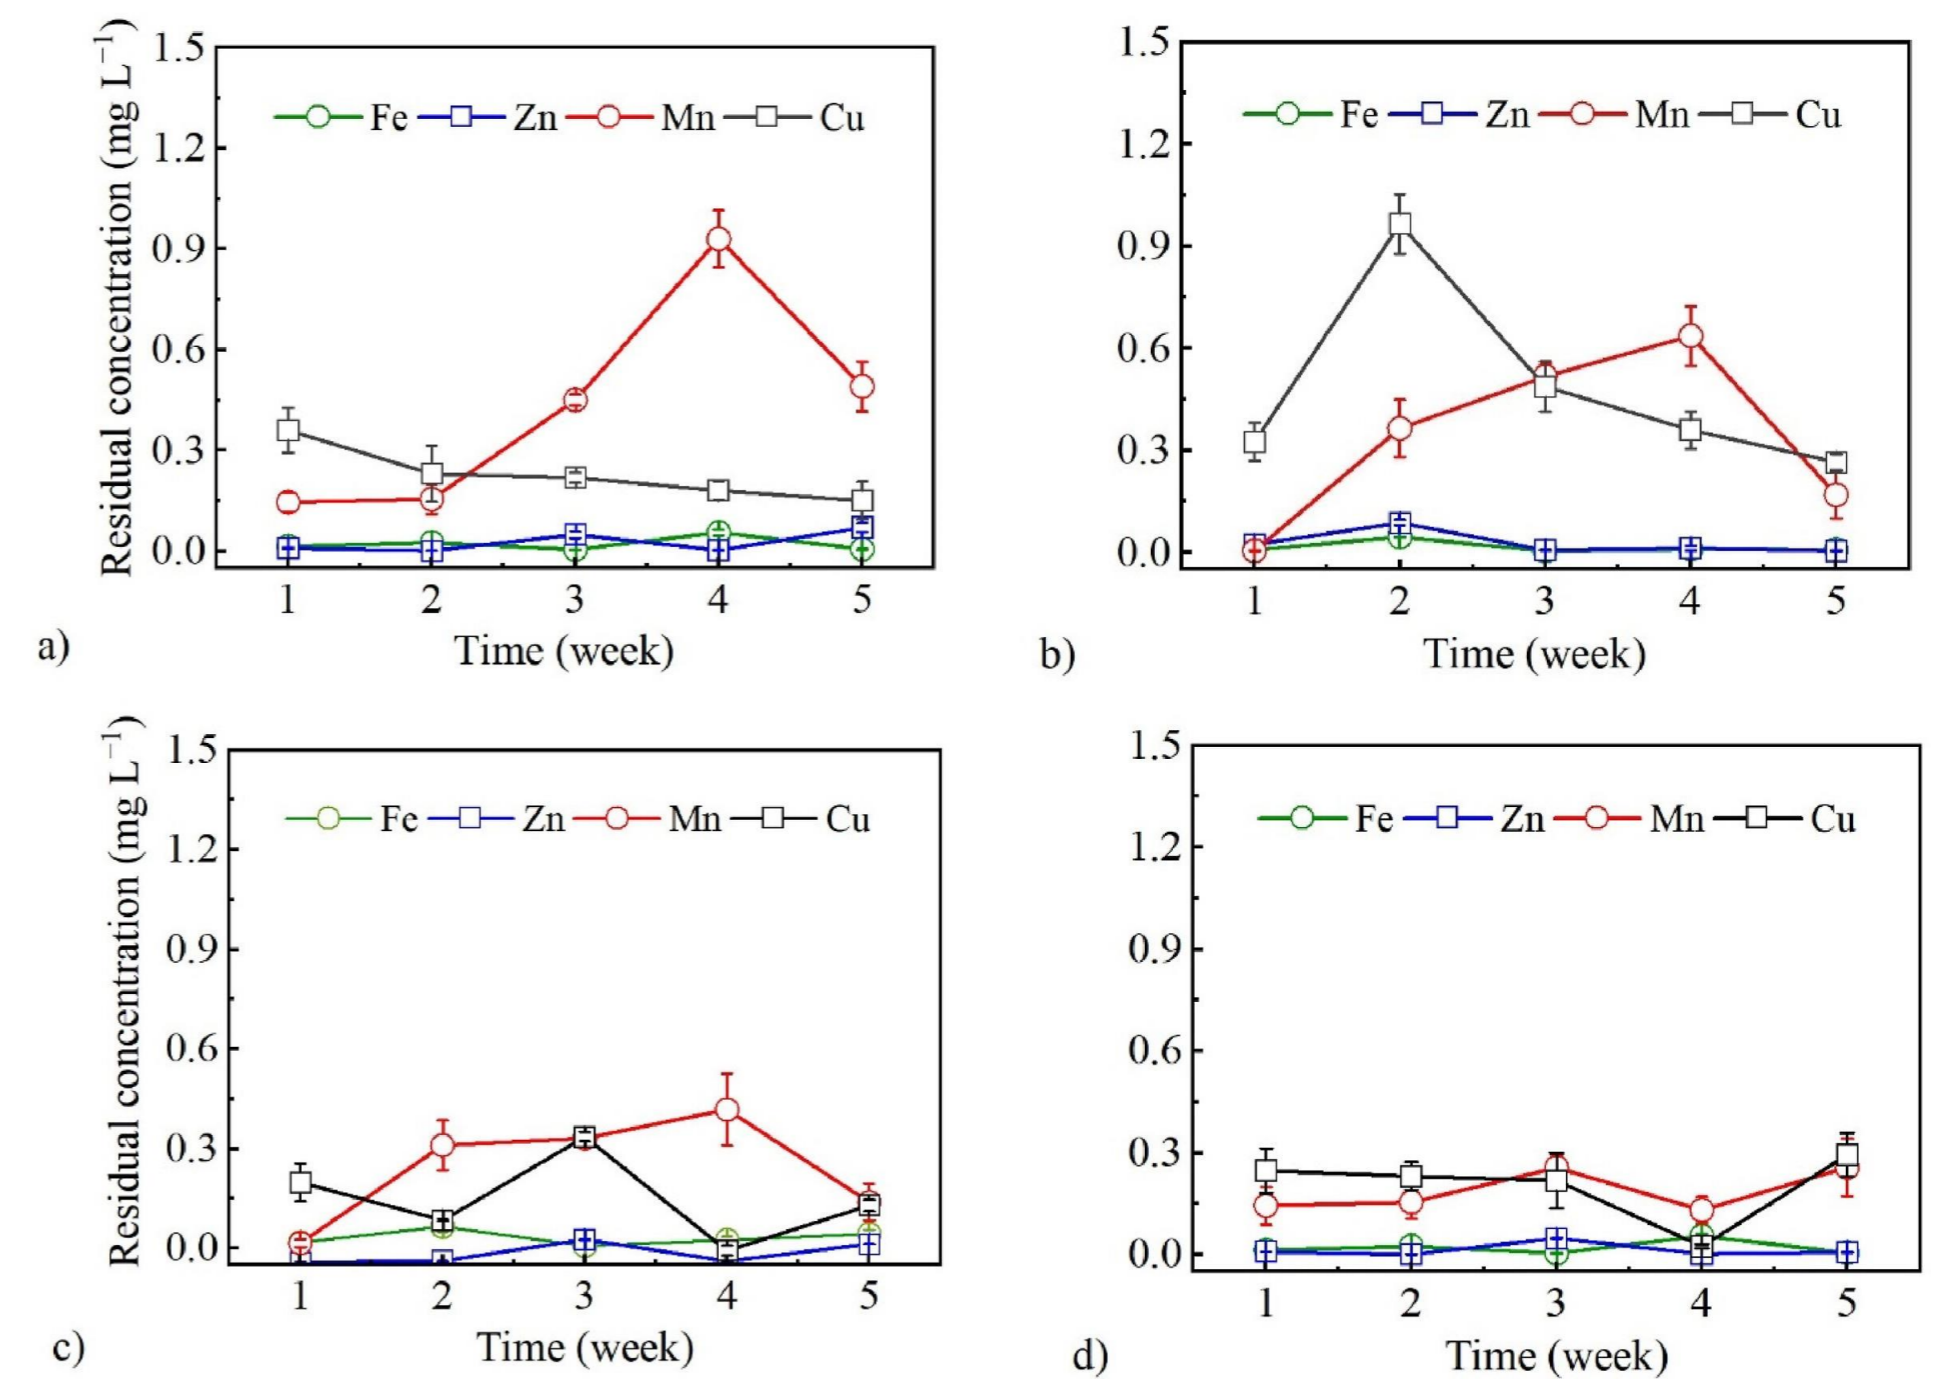 Residual concentration (mg L⁻¹)
1.5
1.2
0.9
0.6
0.3
0.0
Fe Zn Mn Cu
1 2 3 4 5
Time (week)
a)
1.5
1.2
0.9
0.6
0.3
0.0
Fe Zn Mn Cu
1 2 3 4 5
Time (week)
b)
Residual concentration (mg L⁻¹)
1.5
1.2
0.9
0.6
0.3
0.0
Fe Zn Mn Cu
1 2 3 4 5
Time (week)
c)
1.5
1.2
0.9
0.6
0.3
0.0
Fe Zn Mn Cu
1 2 3 4 5
Time (week)
d)